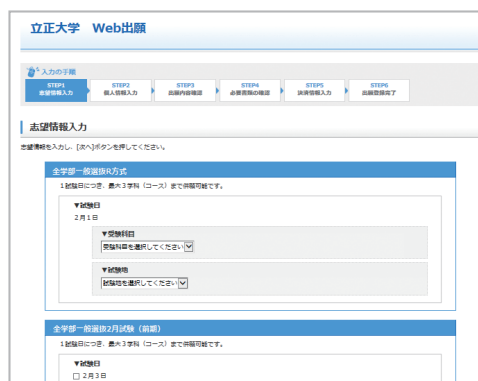 立正大学 Web出願
入力の手順
STEP1 STEP2 STEP3 STEP4 STEP5 STEP6
志望情報入力 個人情報入力 出願内容確認 必要書類の確認 決済情報入力 出願登録完了
志望情報入力
志望情報を入力し、[次へ]ボタンを押してください。
全学部一般選抜R方式
1試験日につき、最大3学科（コース）まで併願可能です。
▼試験日
2月1日
▼受験科目
受験科目を選択してください
▼試験地
試験地を選択してください
全学部一般選抜2月試験（前期）
1試験日につき、最大3学科（コース）まで併願可能です。
▼試験日
2月3日